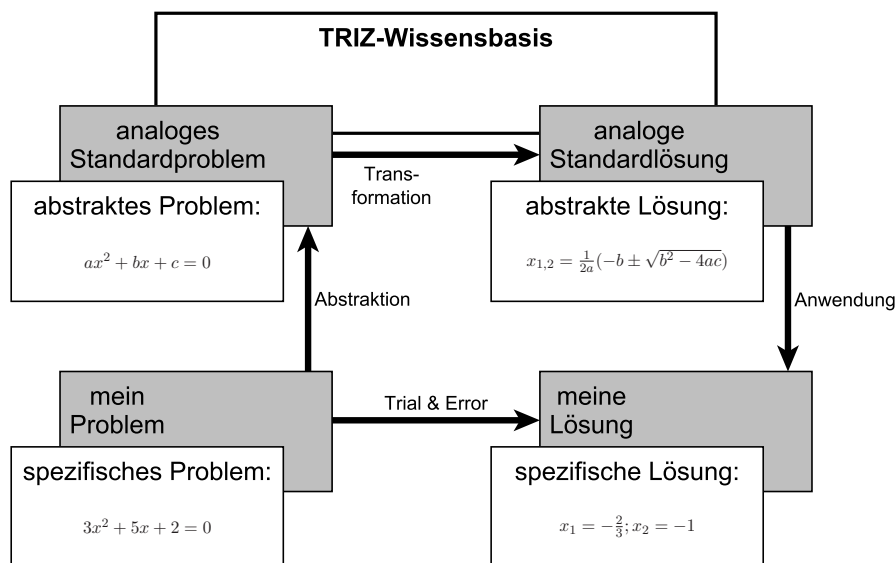 TRIZ-Wissensbasis
analoges
Standardproblem
analoge
Standardlösung
Trans-
formation
abstraktes Problem:
ax² + bx + c = 0
abstrakte Lösung:
x₁,₂ = 1/2a(−b ± √(b² − 4ac))
Abstraktion
Anwendung
mein
Problem
Trial & Error
meine
Lösung
spezifisches Problem:
3x² + 5x + 2 = 0
spezifische Lösung:
x₁ = −2/3; x₂ = −1